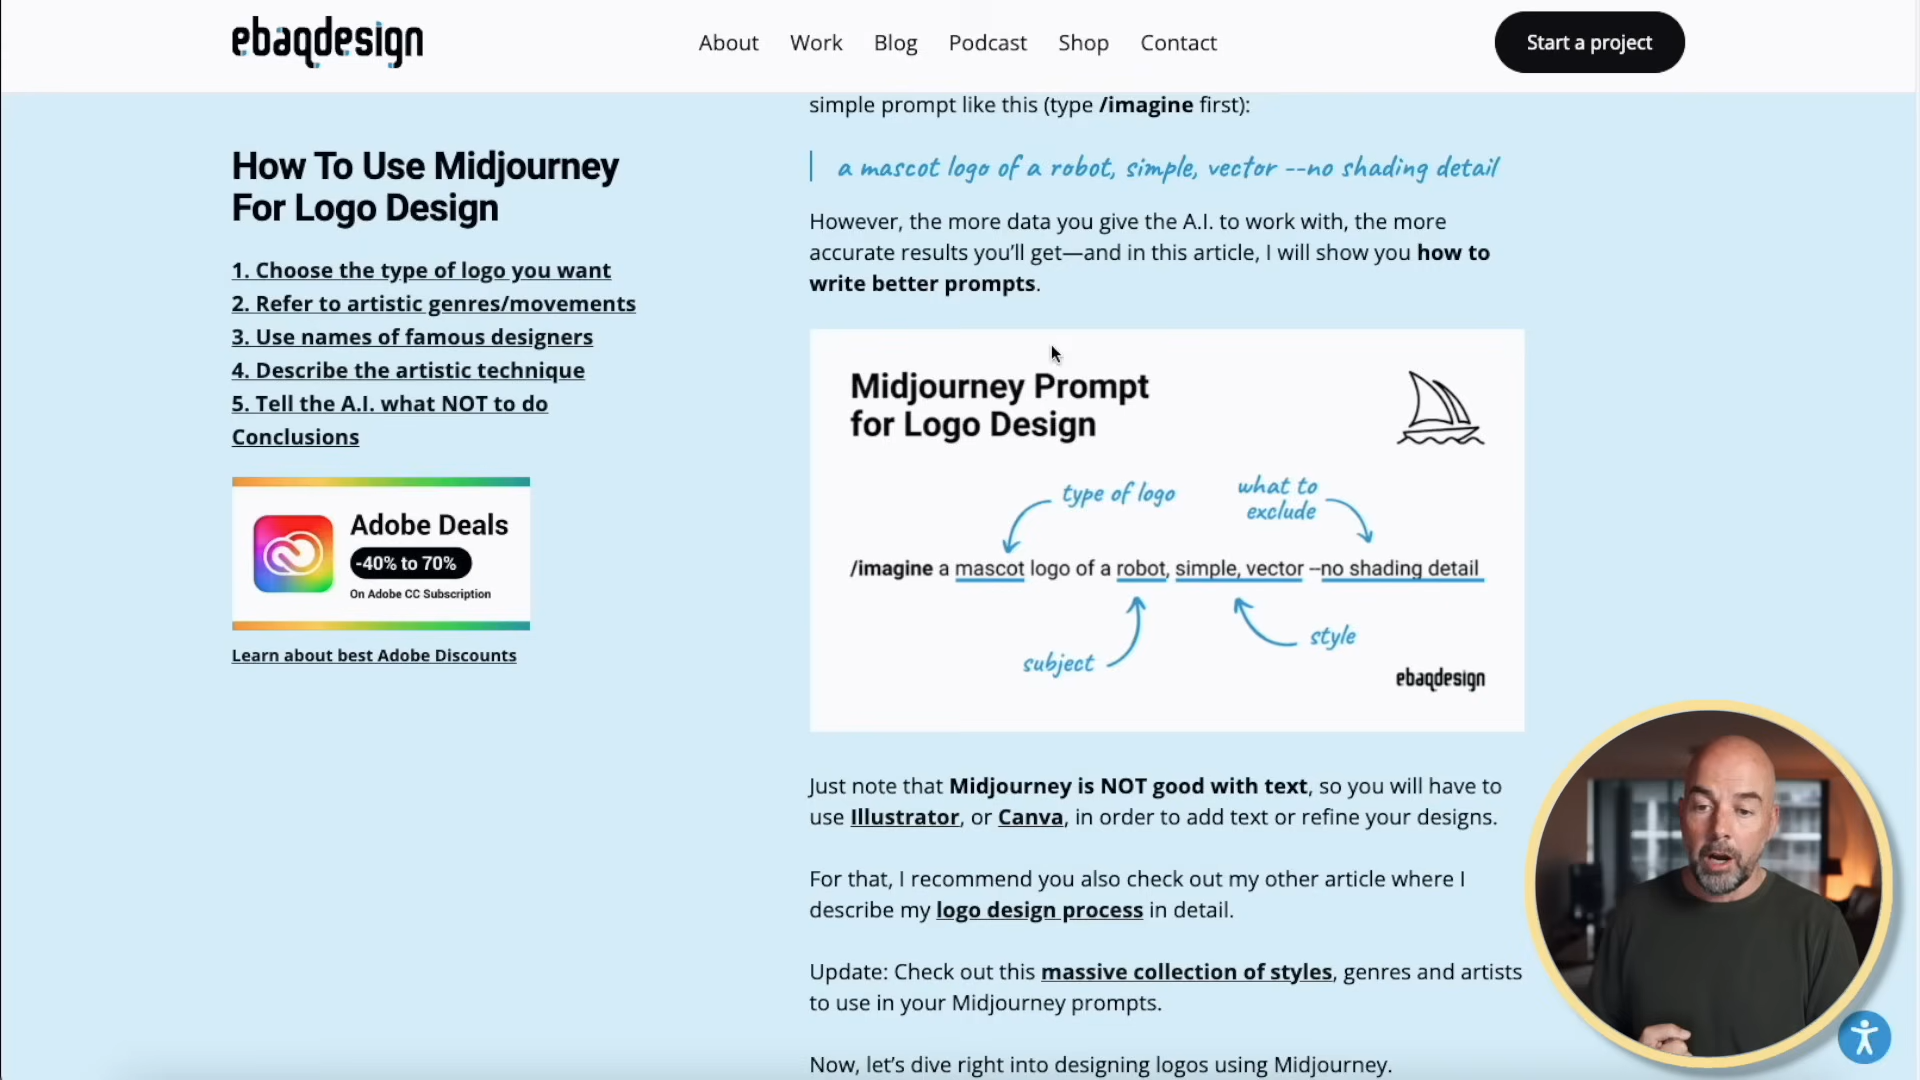 ebaqdesign
About Work Blog Podcast Shop Contact
Start a project
How To Use Midjourney
For Logo Design
1. Choose the type of logo you want
2. Refer to artistic genres/movements
3. Use names of famous designers
4. Describe the artistic technique
5. Tell the A.I. what NOT to do
Conclusions
Adobe Deals
-40% to 70%
On Adobe CC Subscription
Learn about best Adobe Discounts
simple prompt like this (type /imagine first):
a mascot logo of a robot, simple, vector --no shading detail
However, the more data you give the A.I. to work with, the more
accurate results you'll get—and in this article, I will show you how to
write better prompts.
Midjourney Prompt
for Logo Design
type of logo
what to
exclude
/imagine a mascot logo of a robot, simple, vector –no shading detail
subject
style
ebaqdesign
Just note that Midjourney is NOT good with text, so you will have to
use Illustrator, or Canva, in order to add text or refine your designs.
For that, I recommend you also check out my other article where I
describe my logo design process in detail.
Update: Check out this massive collection of styles, genres and artists
to use in your Midjourney prompts.
Now, let's dive right into designing logos using Midjourney.